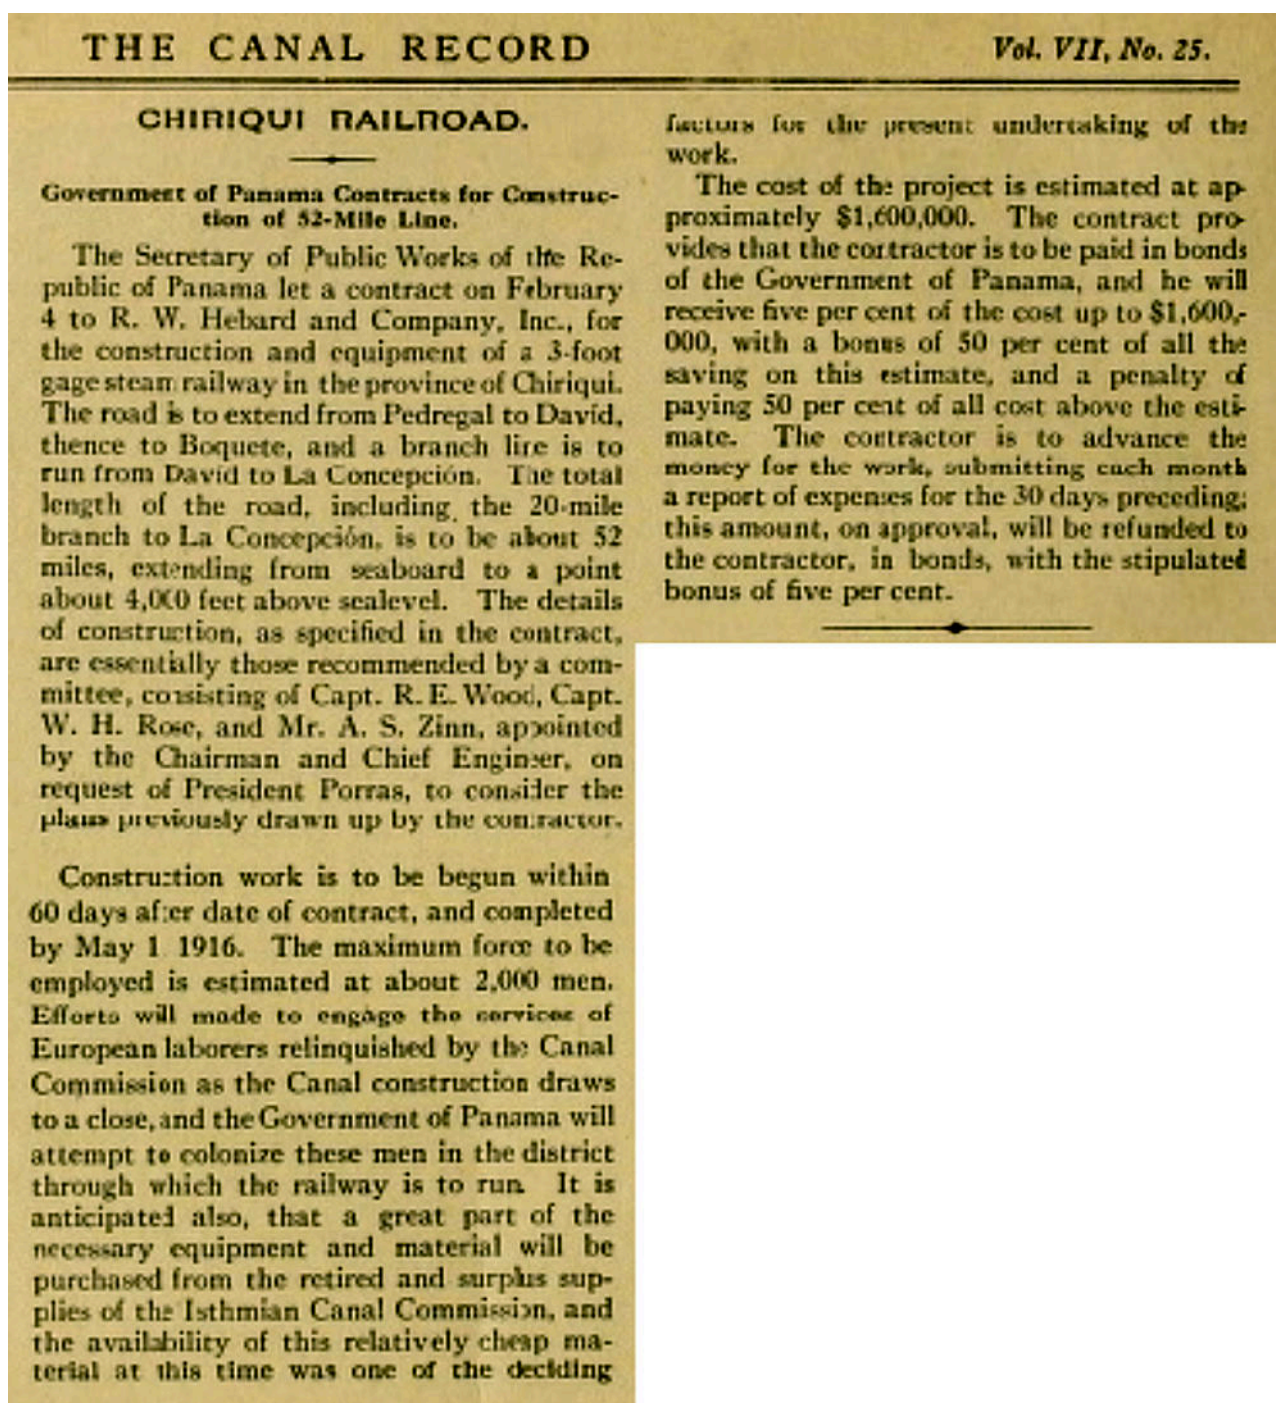 THE CANAL RECORD
Vol. VII, No. 25.
CHIRIQUI RAILROAD.
Government of Panama Contracts for Construc-
tion of 52-Mile Line.
The Secretary of Public Works of the Re-
public of Panama let a contract on February
4 to R. W. Hebard and Company, Inc., for
the construction and equipment of a 3-foot
gage steam railway in the province of Chiriqui.
The road is to extend from Pedregal to David,
thence to Boquete, and a branch line is to
run from David to La Concepción. The total
length of the road, including the 20-mile
branch to La Concepción, is to be about 52
miles, extending from seaboard to a point
about 4,000 feet above sealevel. The details
of construction, as specified in the contract,
are essentially those recommended by a com-
mittee, consisting of Capt. R. E. Wood, Capt.
W. H. Rose, and Mr. A. S. Zinn, appointed
by the Chairman and Chief Engineer, on
request of President Porras, to consider the
plans previously drawn up by the contractor.
Construction work is to be begun within
60 days after date of contract, and completed
by May 1 1916. The maximum force to be
employed is estimated at about 2,000 men.
Efforts will made to engage the services of
European laborers relinquished by the Canal
Commission as the Canal construction draws
to a close, and the Government of Panama will
attempt to colonize these men in the district
through which the railway is to run. It is
anticipated also, that a great part of the
necessary equipment and material will be
purchased from the retired and surplus sup-
plies of the Isthmian Canal Commission, and
the availability of this relatively cheap ma-
terial at this time was one of the deciding
factors for the present undertaking of the
work.
The cost of the project is estimated at ap-
proximately $1,600,000. The contract pro-
vides that the contractor is to be paid in bonds
of the Government of Panama, and he will
receive five per cent of the cost up to $1,600,-
000, with a bonus of 50 per cent of all the
saving on this estimate, and a penalty of
paying 50 per cent of all cost above the esti-
mate. The contractor is to advance the
money for the work, submitting each month
a report of expenses for the 30 days preceding;
this amount, on approval, will be refunded to
the contractor, in bonds, with the stipulated
bonus of five per cent.